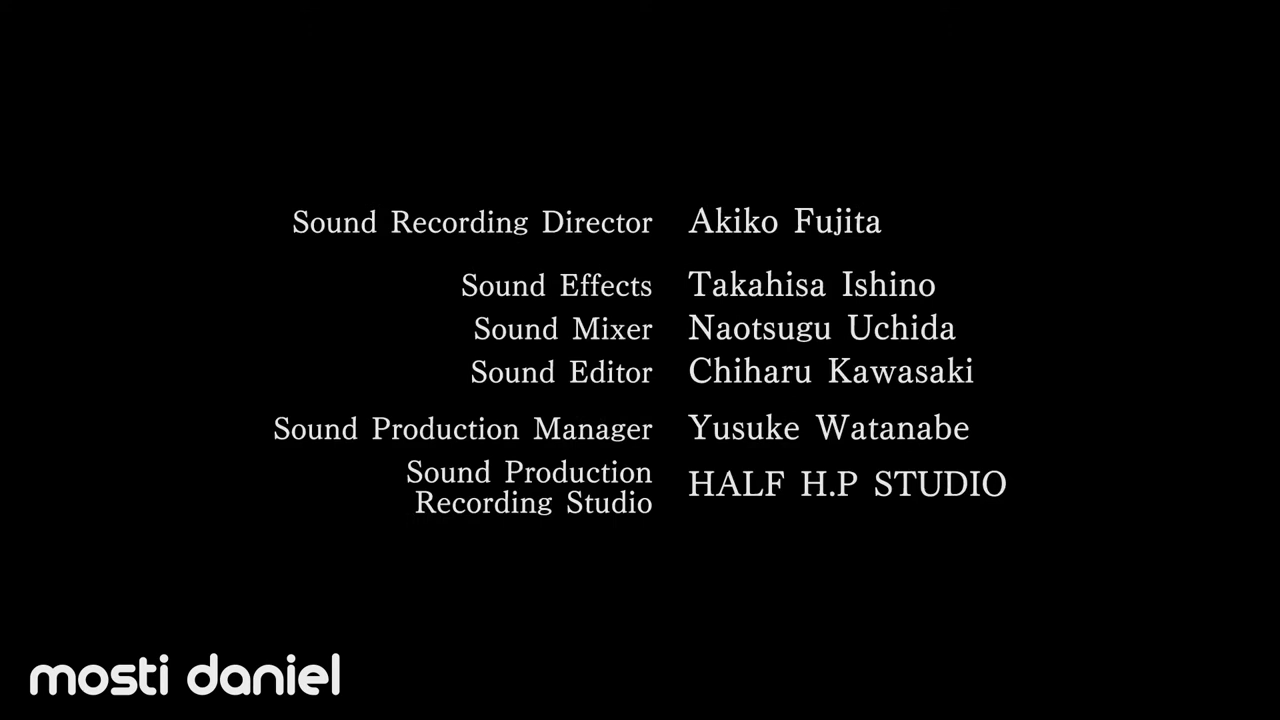 Sound Recording Director Akiko Fujita
Sound Effects Takahisa Ishino
Sound Mixer Naotsugu Uchida
Sound Editor Chiharu Kawasaki
Sound Production Manager Yusuke Watanabe
Sound Production
Recording Studio HALF H.P STUDIO
mosti daniel